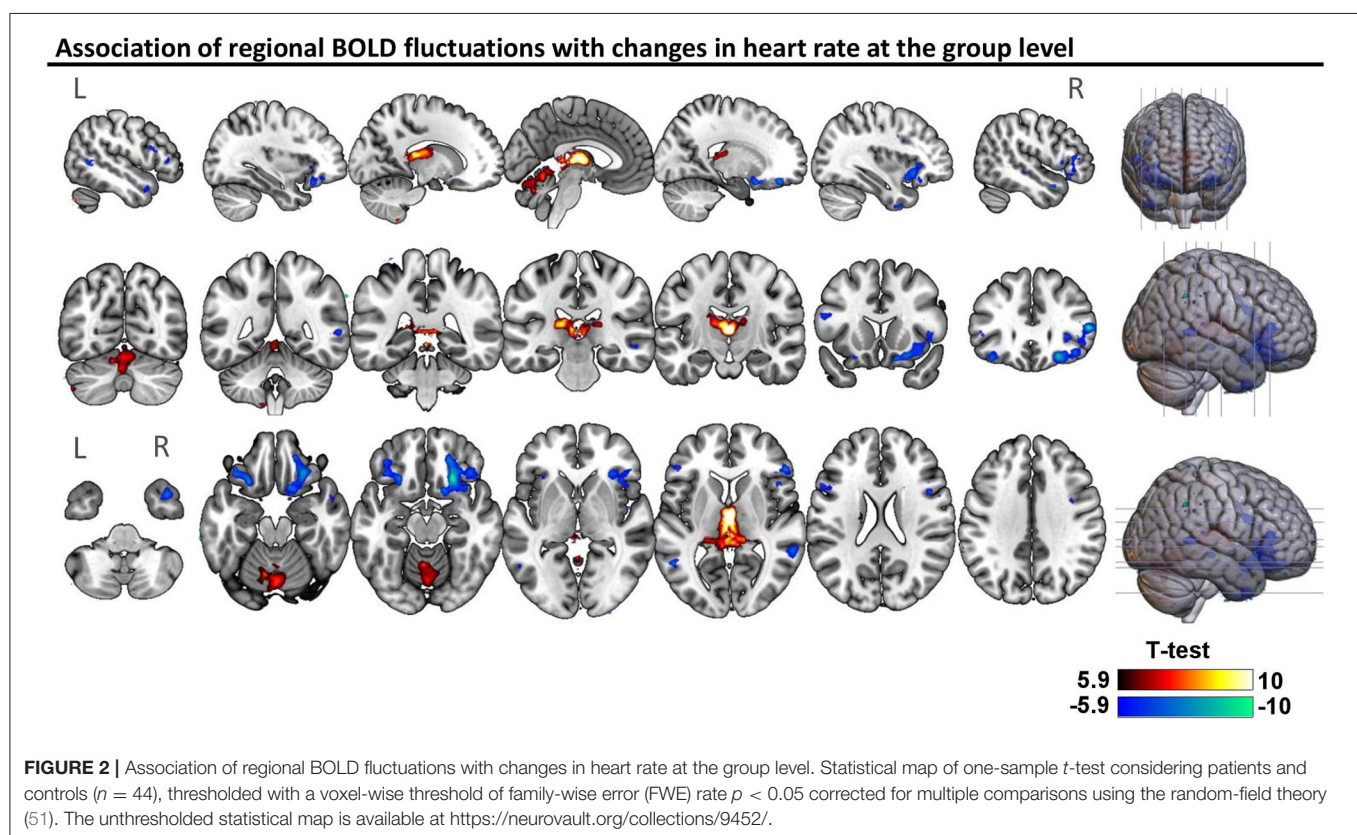 Association of regional BOLD fluctuations with changes in heart rate at the group level
L
R
L
R
T-test
5.9
10
-5.9
-10
FIGURE 2 | Association of regional BOLD fluctuations with changes in heart rate at the group level. Statistical map of one-sample t-test considering patients and
controls (n = 44), thresholded with a voxel-wise threshold of family-wise error (FWE) rate p < 0.05 corrected for multiple comparisons using the random-field theory
(51). The unthresholded statistical map is available at https://neurovault.org/collections/9452/.